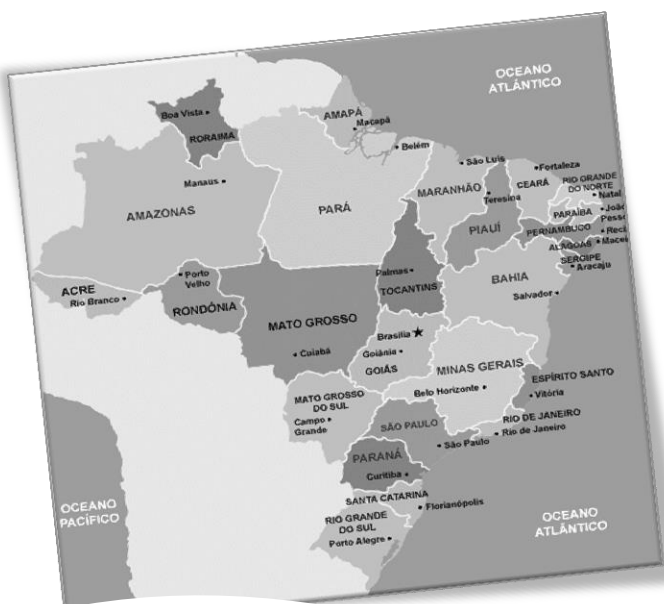 OCEANO
ATLÂNTICO
Boa Vista
RORAIMA
AMAPÁ
Macapá
Belém
São Luis
Fortaleza
Manaus
AMAZONAS
PARÁ
MARANHÃO
Teresina
CEARÁ
RIO GRANDE
DO NORTE
Natal
PIAUÍ
PARAÍBA
João
PERNAMBUCO
ALAGOAS
SERGIPE
Aracaju
ACRE
Rio Branco
Porto
Velho
RONDÔNIA
Palmas
TOCANTINS
BAHIA
Salvador
MATO GROSSO
Cuiabá
Brasília
Goiânia
GOIÁS
MINAS GERAIS
Belo Horizonte
ESPÍRITO SANTO
Vitória
MATO GROSSO
DO SUL
Campo
Grande
SÃO PAULO
São Paulo
RIO DE JANEIRO
Rio de Janeiro
PARANÁ
Curitiba
SANTA CATARINA
Florianópolis
RIO GRANDE
DO SUL
Porto Alegre
OCEANO
PACÍFICO
OCEANO
ATLÂNTICO